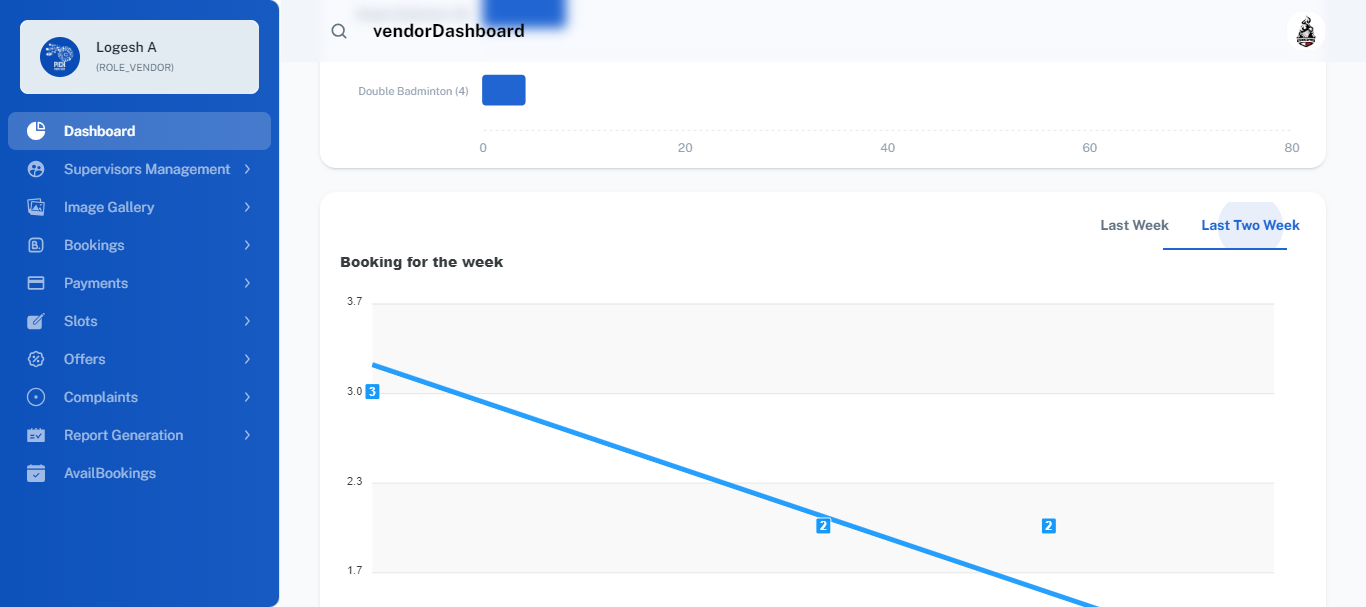 Logesh A
(ROLE_VENDOR)
Dashboard
Supervisors Management
Image Gallery
Bookings
Payments
Slots
Offers
Complaints
Report Generation
AvailBookings
vendorDashboard
Double Badminton (4)
0 20 40 60 80
Last Week Last Two Week
Booking for the week
3.7
3.0
3
2.3
2 2
1.7